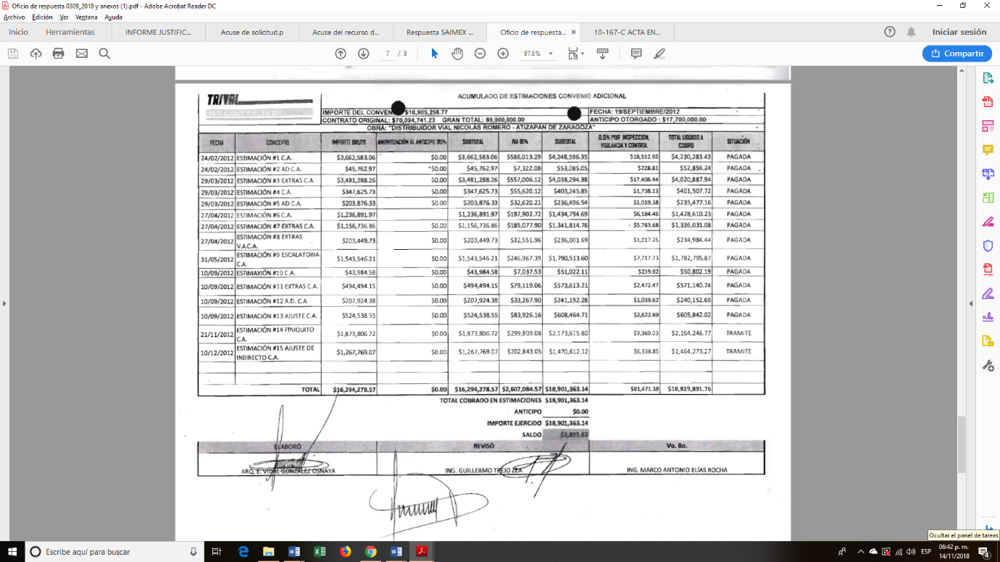 Oficio de respuesta 0309_2018 y anexos (1).pdf - Adobe Acrobat Reader DC
Archivo Edición Ver Ventana Ayuda
Inicio Herramientas INFORME JUSTIFIC... Acuse de solicitud.p Acuse del recurso d... Respuesta SAIMEX ... Oficio de respuesta... × 10-167-C ACTA EN... Iniciar sesión
7 / 8 97.6% Compartir
TRIVAL
ACUMULADO DE ESTIMACIONES CONVENIO ADICIONAL
IMPORTE DEL CONVEN $18,905,258.77 FECHA: 19/SEPTIEMBRE/2012
CONTRATO ORIGINAL: $70,094,741.23 GRAN TOTAL: 89,000,000.00 ANTICIPO OTORGADO : $17,700,000.00
OBRA: "DISTRIBUIDOR VIAL NICOLÁS ROMERO - ATIZAPÁN DE ZARAGOZA"
FECHA CONCEPTO IMPORTE BRUTO AMORTIZACIÓN AL ANTICIPO 30% SUBTOTAL IVA 16% SUBTOTAL 0.5% POR INSPECCION, VIGILANCIA Y CONTROL TOTAL LIQUIDO A COBRO SITUACIÓN
24/02/2012 ESTIMACIÓN #1 C.A. $3,662,583.06 $0.00 $3,662,583.06 $586,013.29 $4,248,596.35 $18,312.92 $4,230,283.43 PAGADA
24/02/2012 ESTIMACIÓN #2 AD C.A. $45,762.97 $0.00 $45,762.97 $7,322.08 $53,085.05 $228.81 $52,856.24 PAGADA
29/03/2012 ESTIMACIÓN #3 EXTRAS C.A. $3,481,288.26 $0.00 $3,481,288.26 $557,006.12 $4,038,294.38 $17,406.44 $4,020,887.94 PAGADA
29/03/2012 ESTIMACIÓN #4 C.A. $347,625.73 $0.00 $347,625.73 $55,620.12 $403,245.85 $1,738.13 $401,507.72 PAGADA
29/03/2012 ESTIMACIÓN #5 AD C.A. $203,876.33 $0.00 $203,876.33 $32,620.21 $236,496.54 $1,019.38 $235,477.16 PAGADA
27/04/2012 ESTIMACIÓN #6 C.A. $1,236,891.97 $1,236,891.97 $197,902.72 $1,434,794.69 $6,184.46 $1,428,610.23 PAGADA
27/04/2012 ESTIMACIÓN #7 EXTRAS C.A. $1,156,736.86 $0.00 $1,156,736.86 $185,077.90 $1,341,814.76 $5,783.68 $1,336,031.08 PAGADA
27/04/2012 ESTIMACIÓN #8 EXTRAS V.A.C.A. $203,449.73 $0.00 $203,449.73 $32,551.96 $236,001.69 $1,017.25 $234,984.44 PAGADA
31/05/2012 ESTIMACIÓN #9 ESCALATORIA C.A. $1,543,546.21 $0.00 $1,543,546.21 $246,967.39 $1,790,513.60 $7,717.73 $1,782,795.87 PAGADA
10/09/2012 ESTIMAXIÓN #10 C.A. $43,984.58 $0.00 $43,984.58 $7,037.53 $51,022.11 $219.92 $50,802.19 PAGADA
10/09/2012 ESTIMACIÓN #11 EXTRAS C.A. $494,494.15 $0.00 $494,494.15 $79,119.06 $573,613.21 $2,472.47 $571,140.74 PAGADA
10/09/2012 ESTIMACIÓN #12 A.D. C.A. $207,924.38 $0.00 $207,924.38 $33,267.90 $241,192.28 $1,039.62 $240,152.66 PAGADA
10/09/2012 ESTIMACIÓN #13 AJUSTE C.A. $524,538.55 $0.00 $524,538.55 $83,926.16 $608,464.71 $2,622.69 $605,842.02 PAGADA
21/11/2012 ESTIMACIÓN #14 FINIQUITO C.A. $1,873,806.72 $0.00 $1,873,806.72 $299,809.08 $2,173,615.80 $9,369.03 $2,164,246.77 TRAMITE
10/12/2012 ESTIMACIÓN #15 AJUSTE DE INDIRECTO C.A. $1,267,769.07 $0.00 $1,267,769.07 $202,843.05 $1,470,612.12 $6,338.85 $1,464,273.27 TRAMITE
TOTAL $16,294,278.57 $0.00 $16,294,278.57 $2,607,084.57 $18,901,363.14 $81,471.38 $18,819,891.76
TOTAL COBRADO EN ESTIMACIONES $18,901,363.14
ANTICIPO $0.00
IMPORTE EJERCIDO $18,901,363.14
SALDO $3,895.63
ELABORÓ REVISÓ Vo. Bo.
ARQ. E. VIDAL GONZÁLEZ OSNAYA ING. GUILLERMO TREJO ZEA ING. MARCO ANTONIO ELÍAS ROCHA
Ocultar el panel de tareas
Escribe aquí para buscar ESP 06:42 p. m.
14/11/2018